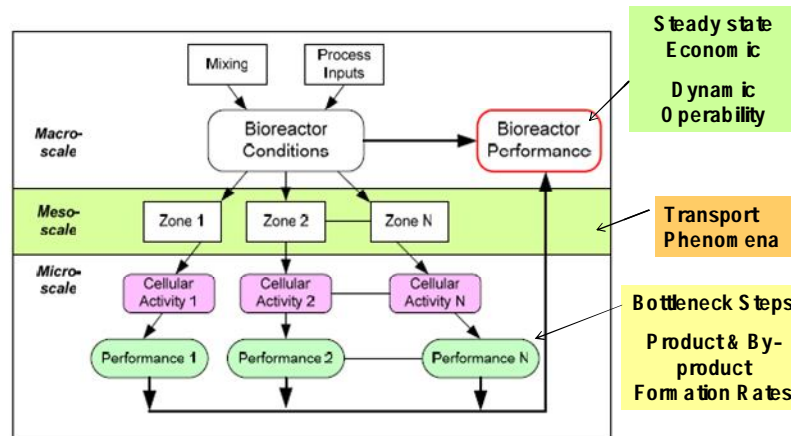 Mixing
Process
Inputs
Macro-
scale
Bioreactor
Conditions
Bioreactor
Performance
Steady state
Economic
Dynamic
Operability
Meso-
scale
Zone 1
Zone 2
Zone N
Transport
Phenomena
Micro-
scale
Cellular
Activity 1
Cellular
Activity 2
Cellular
Activity N
Performance 1
Performance 2
Performance N
Bottleneck Steps
Product & By-
product
Formation Rates